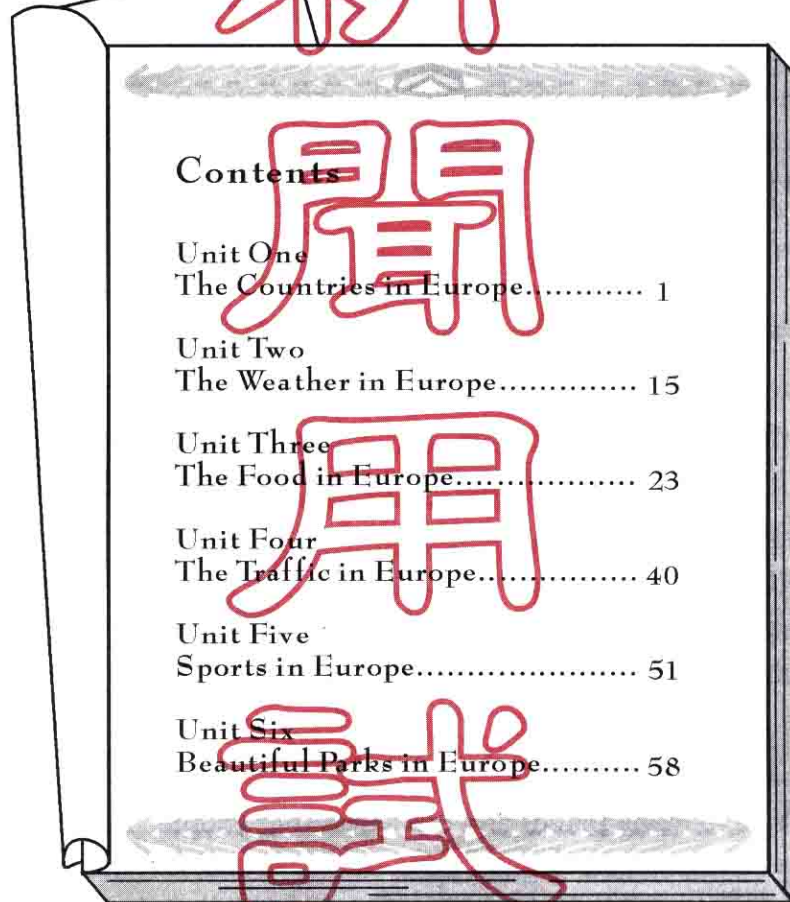 Contents
Unit One
The Countries in Europe............ 1
Unit Two
The Weather in Europe.............. 15
Unit Three
The Food in Europe.................. 23
Unit Four
The Traffic in Europe................ 40
Unit Five
Sports in Europe...................... 51
Unit Six
Beautiful Parks in Europe.......... 58
聞
用
試